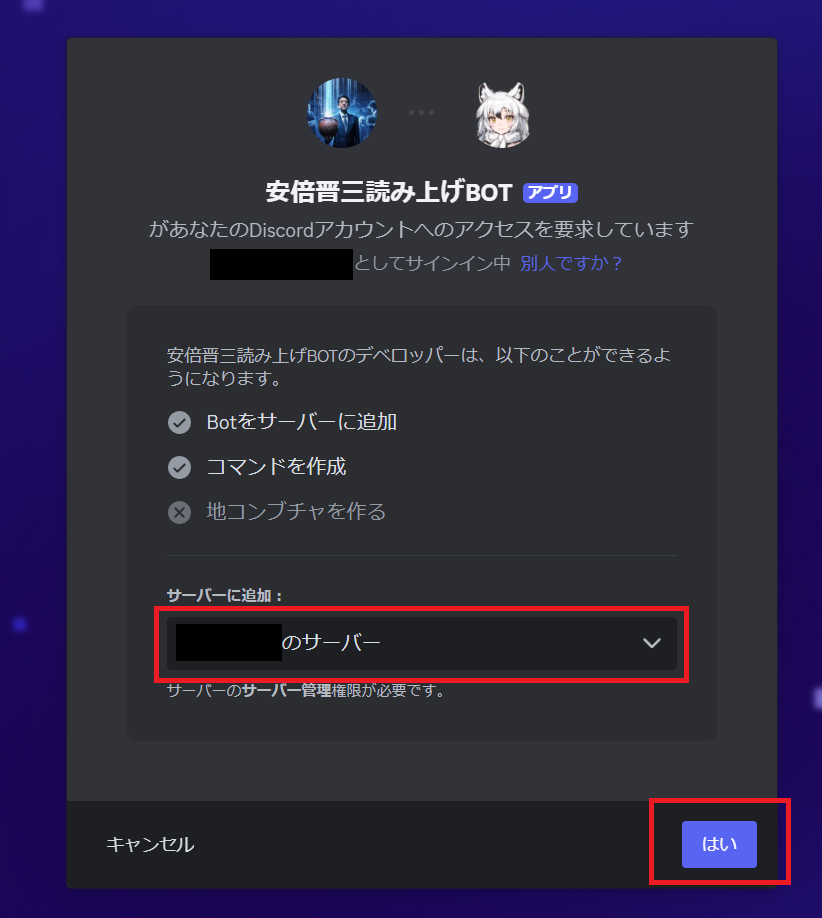 安倍晋三読み上げBOT アプリ
があなたのDiscordアカウントへのアクセスを要求しています
としてサインイン中 別人ですか?
安倍晋三読み上げBOTのデベロッパーは、以下のことができるよ
うになります。
Botをサーバーに追加
コマンドを作成
地コンブチャを作る
サーバーに追加:
のサーバー
サーバーのサーバー管理権限が必要です。
キャンセル
はい